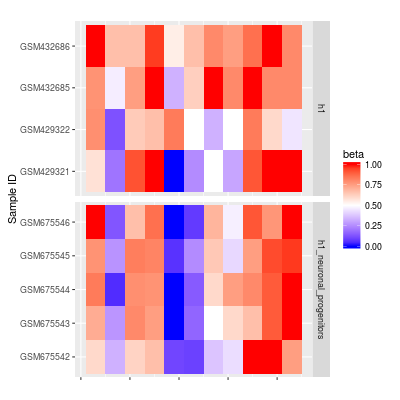 GSM432686
GSM432685
GSM429322
GSM429321
h1
GSM675546
GSM675545
GSM675544
GSM675543
GSM675542
h1_neuronal_progenitors
Sample ID
beta
1.00
0.75
0.50
0.25
0.00